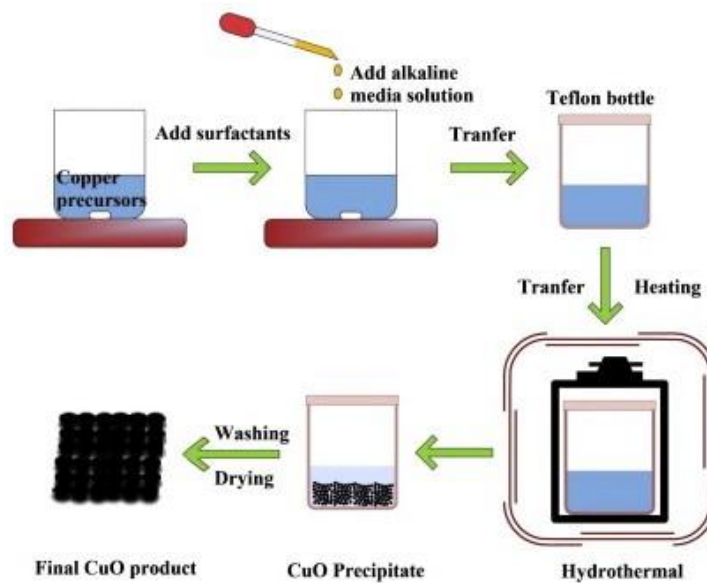 Add alkaline
media solution
Teflon bottle
Add surfactants
Tranfer
Copper
precursors
Tranfer
Heating
Washing
Drying
Final CuO product
CuO Precipitate
Hydrothermal